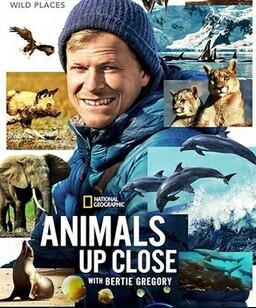 WILD PLACES
NATIONAL
GEOGRAPHIC
ANIMALS
UP CLOSE
WITH BERTIE GREGORY